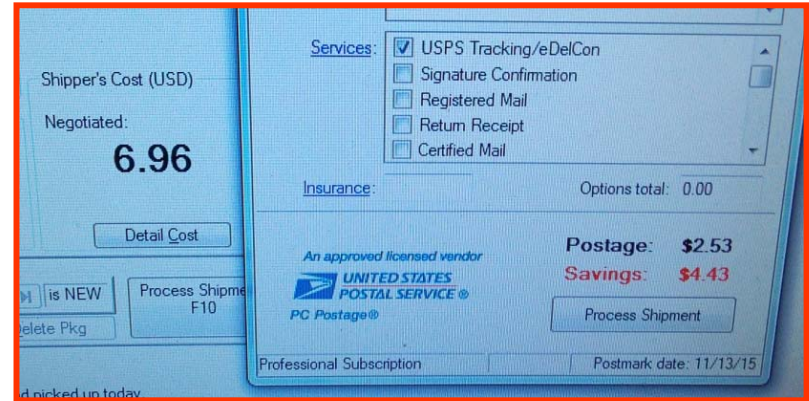 Shipper's Cost (USD)
Negotiated:
6.96
Detail Cost
is NEW
Process Shipme
F10
elete Pkg
d picked up today.
Services:
USPS Tracking/eDelCon
Signature Confirmation
Registered Mail
Return Receipt
Certified Mail
Insurance:
Options total: 0.00
An approved licensed vendor
UNITED STATES
POSTAL SERVICE ®
PC Postage®
Postage: $2.53
Savings: $4.43
Process Shipment
Professional Subscription
Postmark date: 11/13/15